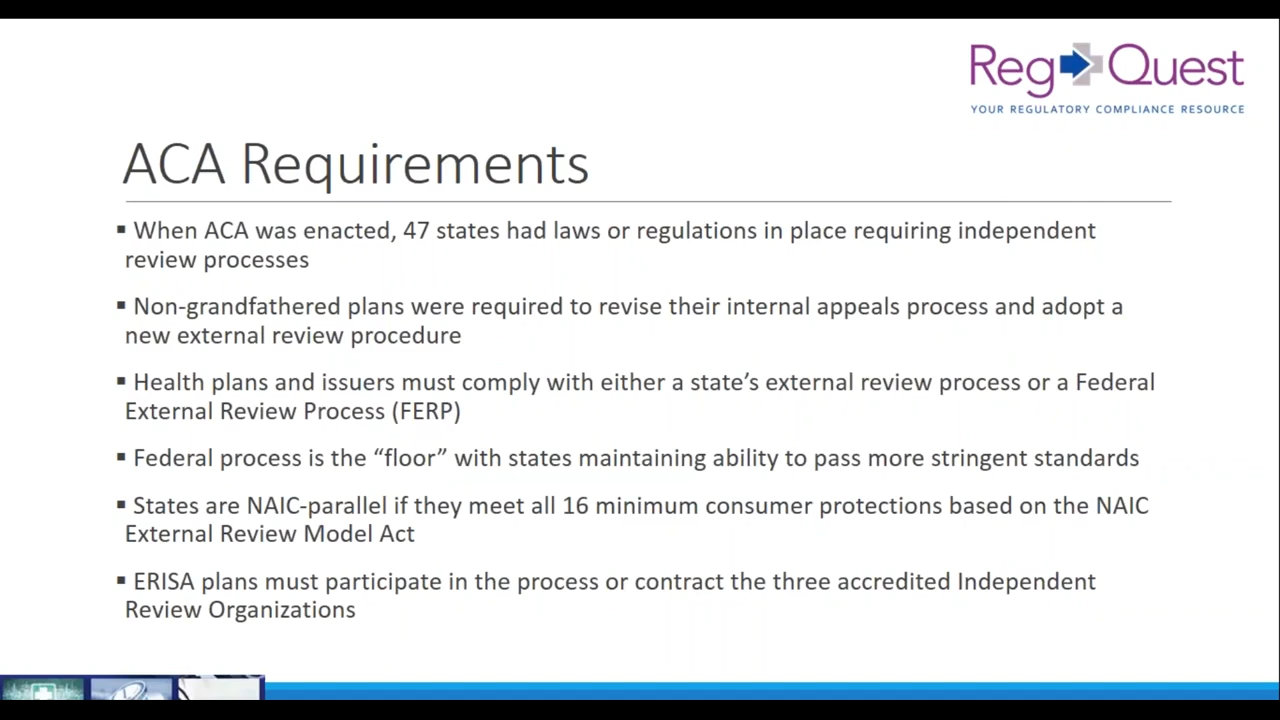 Reg Quest
YOUR REGULATORY COMPLIANCE RESOURCE
ACA Requirements
▪ When ACA was enacted, 47 states had laws or regulations in place requiring independent
review processes
▪ Non-grandfathered plans were required to revise their internal appeals process and adopt a
new external review procedure
▪ Health plans and issuers must comply with either a state’s external review process or a Federal
External Review Process (FERP)
▪ Federal process is the “floor” with states maintaining ability to pass more stringent standards
▪ States are NAIC-parallel if they meet all 16 minimum consumer protections based on the NAIC
External Review Model Act
▪ ERISA plans must participate in the process or contract the three accredited Independent
Review Organizations